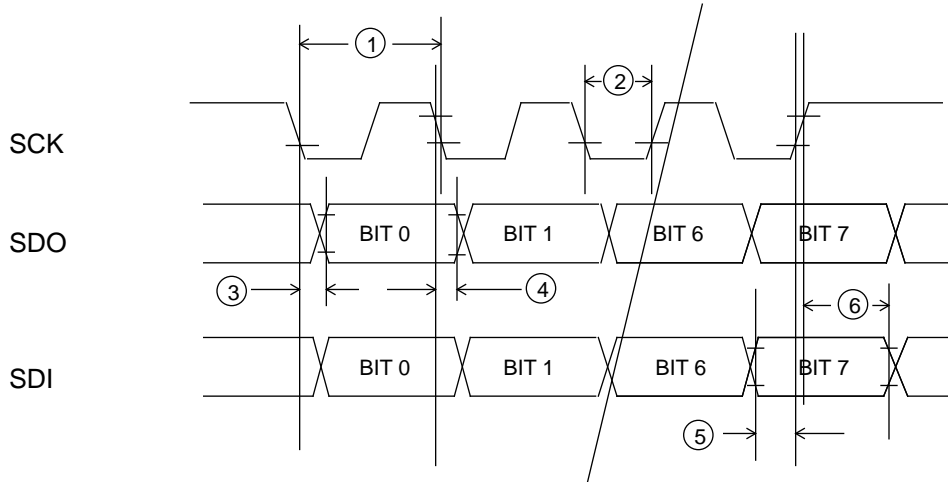 1
2
SCK
SDO BIT 0 BIT 1 BIT 6 BIT 7
3 4 6
SDI BIT 0 BIT 1 BIT 6 BIT 7
5